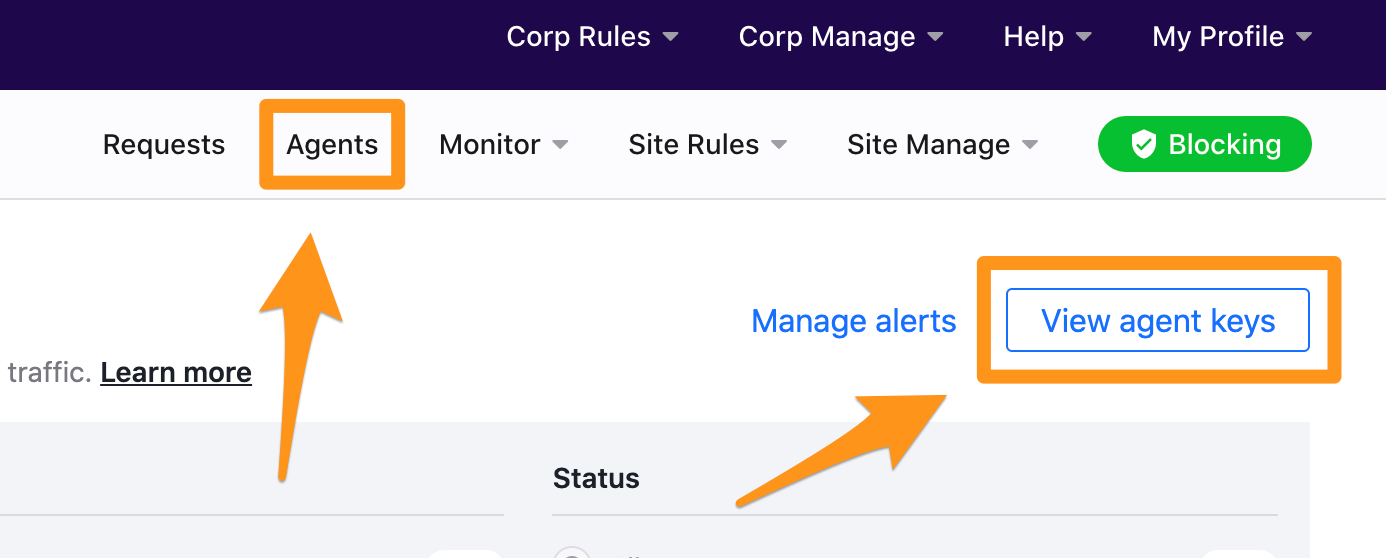 Corp Rules Corp Manage Help My Profile
Requests Agents Monitor Site Rules Site Manage Blocking
Manage alerts View agent keys
traffic. Learn more
Status